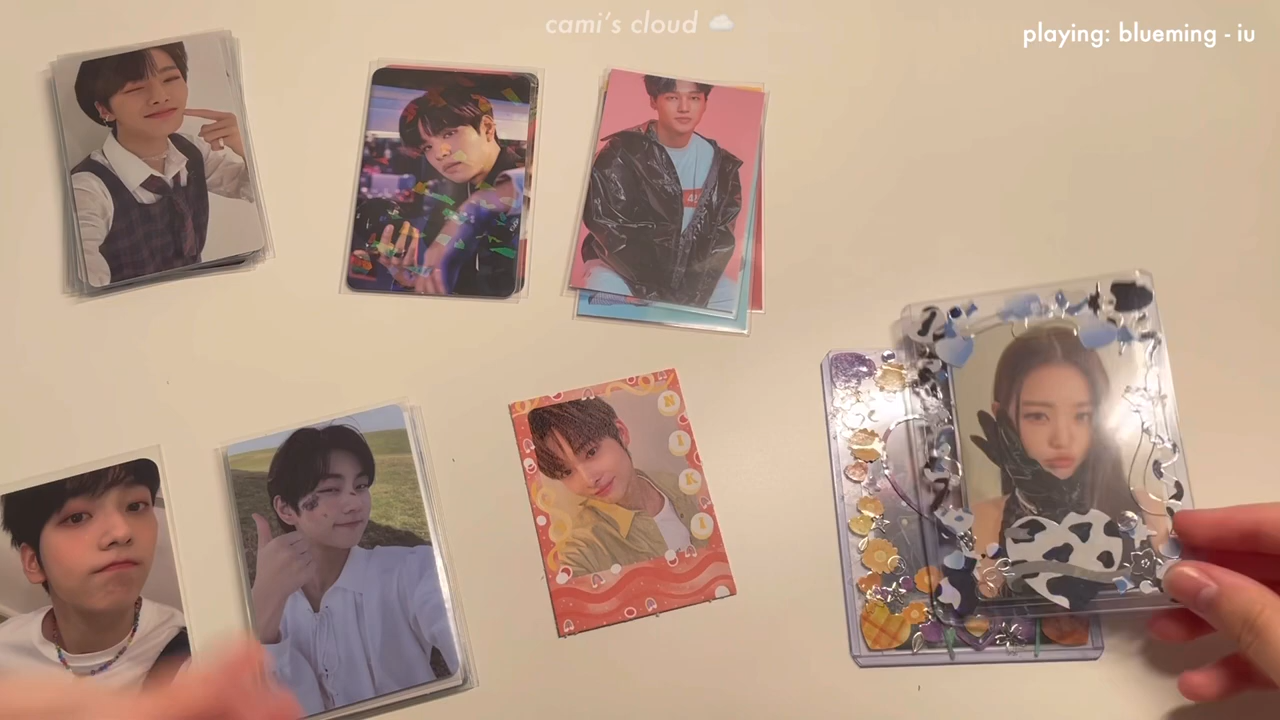 cami's cloud ☁️
playing: blueming - iu
N
I
K
I